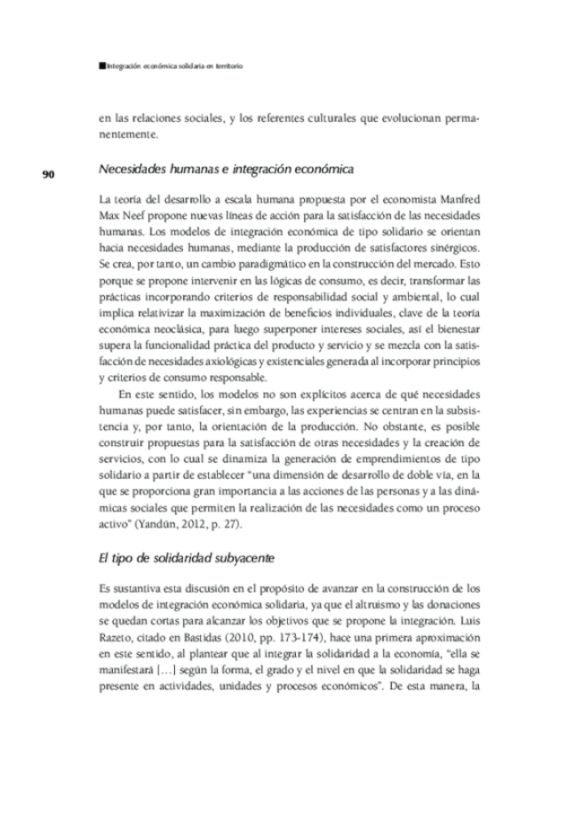 Integración económica solidaria en territorio
en las relaciones sociales, y los referentes culturales que evolucionan perma-
nentemente.
90
Necesidades humanas e integración económica
La teoría del desarrollo a escala humana propuesta por el economista Manfred
Max Neef propone nuevas líneas de acción para la satisfacción de las necesidades
humanas. Los modelos de integración económica de tipo solidario se orientan
hacia necesidades humanas, mediante la producción de satisfactores sinérgicos.
Se crea, por tanto, un cambio paradigmático en la construcción del mercado. Esto
porque se propone intervenir en las lógicas de consumo, es decir, transformar las
prácticas incorporando criterios de responsabilidad social y ambiental, lo cual
implica relativizar la maximización de beneficios individuales, clave de la teoría
económica neoclásica, para luego superponer intereses sociales, así el bienestar
supera la funcionalidad práctica del producto y servicio y se mezcla con la satis-
facción de necesidades axiológicas y existenciales generada al incorporar principios
y criterios de consumo responsable.
En este sentido, los modelos no son explícitos acerca de qué necesidades
humanas puede satisfacer, sin embargo, las experiencias se centran en la subsis-
tencia y, por tanto, la orientación de la producción. No obstante, es posible
construir propuestas para la satisfacción de otras necesidades y la creación de
servicios, con lo cual se dinamiza la generación de emprendimientos de tipo
solidario a partir de establecer "una dimensión de desarrollo de doble vía, en la
que se proporciona gran importancia a las acciones de las personas y a las diná-
micas sociales que permiten la realización de las necesidades como un proceso
activo" (Yandún, 2012, p. 27).
El tipo de solidaridad subyacente
Es sustantiva esta discusión en el propósito de avanzar en la construcción de los
modelos de integración económica solidaria, ya que el altruismo y las donaciones
se quedan cortas para alcanzar los objetivos que se propone la integración. Luis
Razeto, citado en Bastidas (2010, pp. 173-174), hace una primera aproximación
en este sentido, al plantear que al integrar la solidaridad a la economía, "ella se
manifestará [...] según la forma, el grado y el nivel en que la solidaridad se haga
presente en actividades, unidades y procesos económicos". De esta manera, la